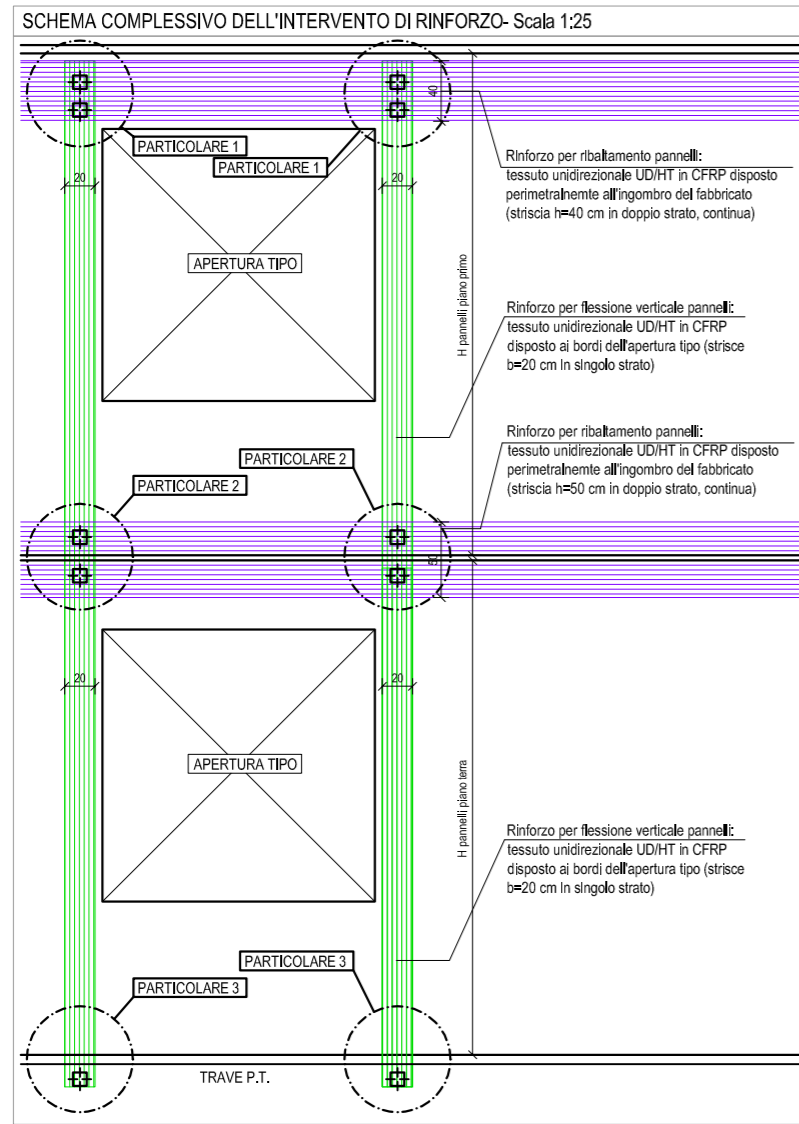 SCHEMA COMPLESSIVO DELL'INTERVENTO DI RINFORZO- Scala 1:25
40
PARTICOLARE 1
PARTICOLARE 1
Rinforzo per ribaltamento pannelli:
tessuto unidirezionale UD/HT in CFRP disposto
perimetralnemte all'ingombro del fabbricato
(striscia h=40 cm in doppio strato, continua)
20
20
APERTURA TIPO
H pannelli piano primo
Rinforzo per flessione verticale pannelli:
tessuto unidirezionale UD/HT in CFRP
disposto ai bordi dell'apertura tipo (strisce
b=20 cm in singolo strato)
Rinforzo per ribaltamento pannelli:
tessuto unidirezionale UD/HT in CFRP disposto
perimetralnemte all'ingombro del fabbricato
(striscia h=50 cm in doppio strato, continua)
PARTICOLARE 2
PARTICOLARE 2
50
20
20
APERTURA TIPO
H pannelli piano terra
Rinforzo per flessione verticale pannelli:
tessuto unidirezionale UD/HT in CFRP
disposto ai bordi dell'apertura tipo (strisce
b=20 cm in singolo strato)
PARTICOLARE 3
PARTICOLARE 3
TRAVE P.T.